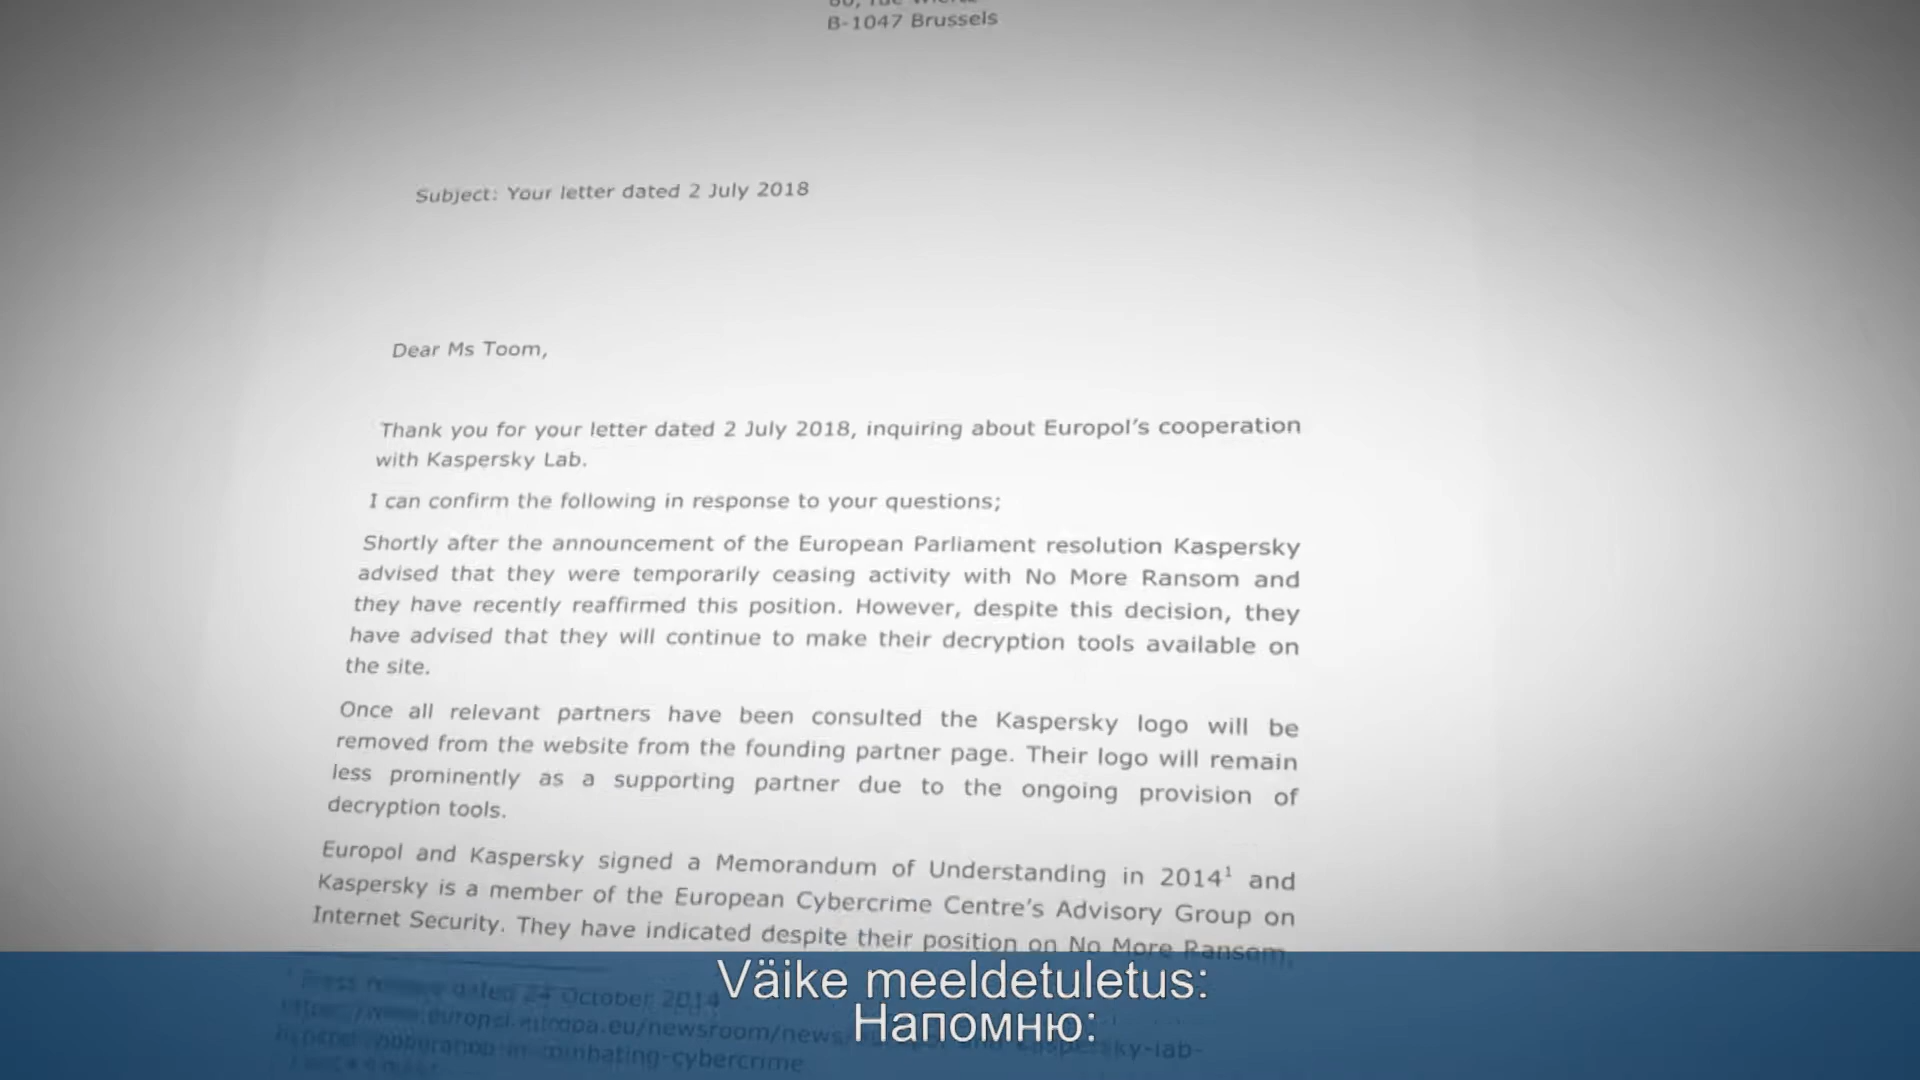 B-1047 Brussels
Subject: Your letter dated 2 July 2018
Dear Ms Toom,
Thank you for your letter dated 2 July 2018, inquiring about Europol's cooperation
with Kaspersky Lab.
I can confirm the following in response to your questions;
Shortly after the announcement of the European Parliament resolution Kaspersky
advised that they were temporarily ceasing activity with No More Ransom and
they have recently reaffirmed this position. However, despite this decision, they
have advised that they will continue to make their decryption tools available on
the site.
Once all relevant partners have been consulted the Kaspersky logo will be
removed from the website from the founding partner page. Their logo will remain
less prominently as a supporting partner due to the ongoing provision of
decryption tools.
Europol and Kaspersky signed a Memorandum of Understanding in 2014¹ and
Kaspersky is a member of the European Cybercrime Centre's Advisory Group on
Internet Security. They have indicated despite their position on No More Ransom,
dated 24 October 2014
Väike meeldetuletus:
Напомню: